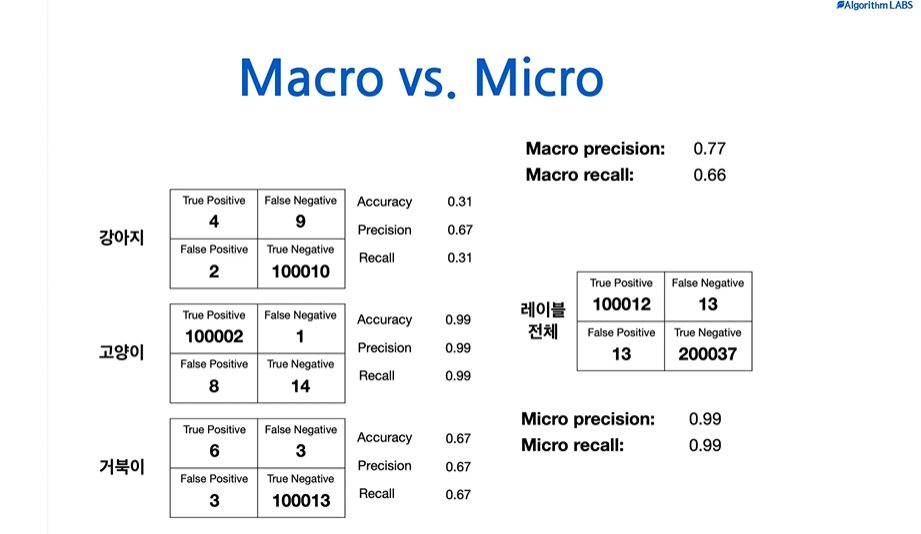 Algorithm LABS
Macro vs. Micro
Macro precision: 0.77
Macro recall: 0.66
강아지
True Positive False Negative
4 9
False Positive True Negative
2 100010
Accuracy 0.31
Precision 0.67
Recall 0.31
고양이
True Positive False Negative
100002 1
False Positive True Negative
8 14
Accuracy 0.99
Precision 0.99
Recall 0.99
거북이
True Positive False Negative
6 3
False Positive True Negative
3 100013
Accuracy 0.67
Precision 0.67
Recall 0.67
레이블
전체
True Positive False Negative
100012 13
False Positive True Negative
13 200037
Micro precision: 0.99
Micro recall: 0.99